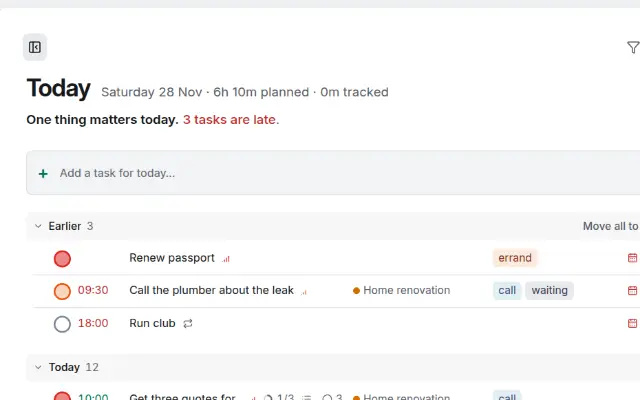 Today Saturday 28 Nov · 6h 10m planned · 0m tracked
One thing matters today. 3 tasks are late.
+ Add a task for today...
Earlier 3 Move all to
Renew passport errand
09:30 Call the plumber about the leak Home renovation call waiting
18:00 Run club
Today 12
10:00 Get three quotes for 1/3 3 Home renovation call